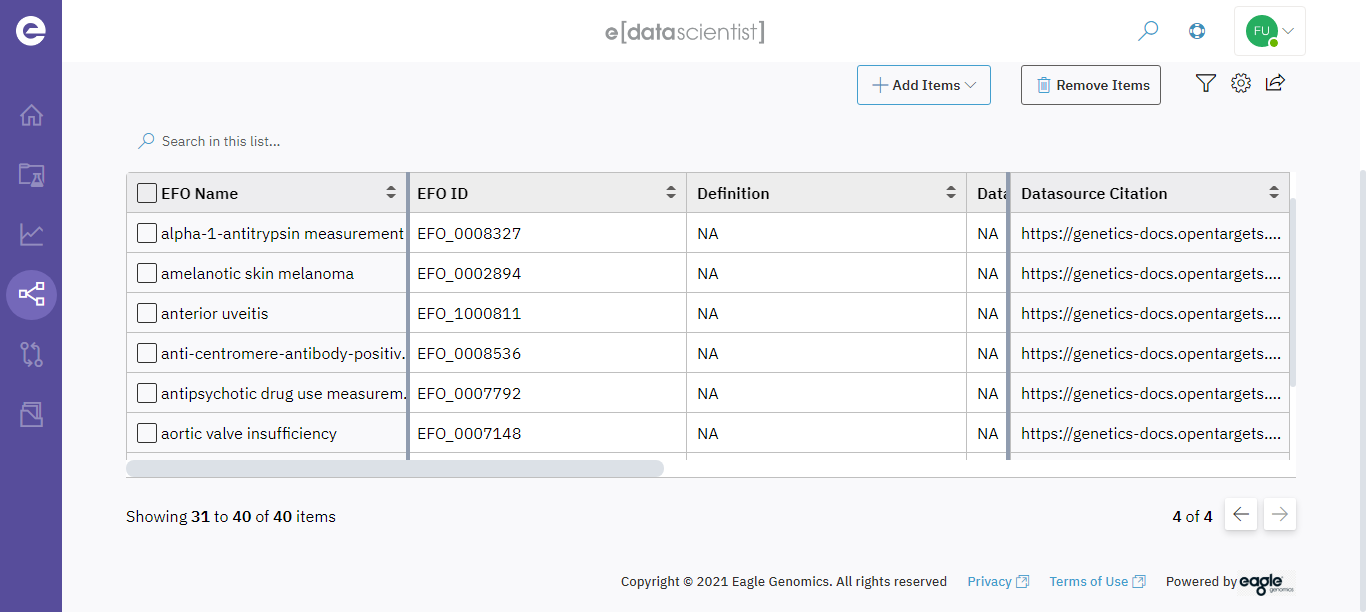 e[datascientist]
FU
Add Items
Remove Items
Search in this list...
EFO Name EFO ID Definition Data Datasource Citation
alpha-1-antitrypsin measurement EFO_0008327 NA NA https://genetics-docs.opentargets....
amelanotic skin melanoma EFO_0002894 NA NA https://genetics-docs.opentargets....
anterior uveitis EFO_1000811 NA NA https://genetics-docs.opentargets....
anti-centromere-antibody-positiv... EFO_0008536 NA NA https://genetics-docs.opentargets....
antipsychotic drug use measurem... EFO_0007792 NA NA https://genetics-docs.opentargets....
aortic valve insufficiency EFO_0007148 NA NA https://genetics-docs.opentargets....
Showing 31 to 40 of 40 items 4 of 4
Copyright © 2021 Eagle Genomics. All rights reserved Privacy Terms of Use Powered by eagle genomics